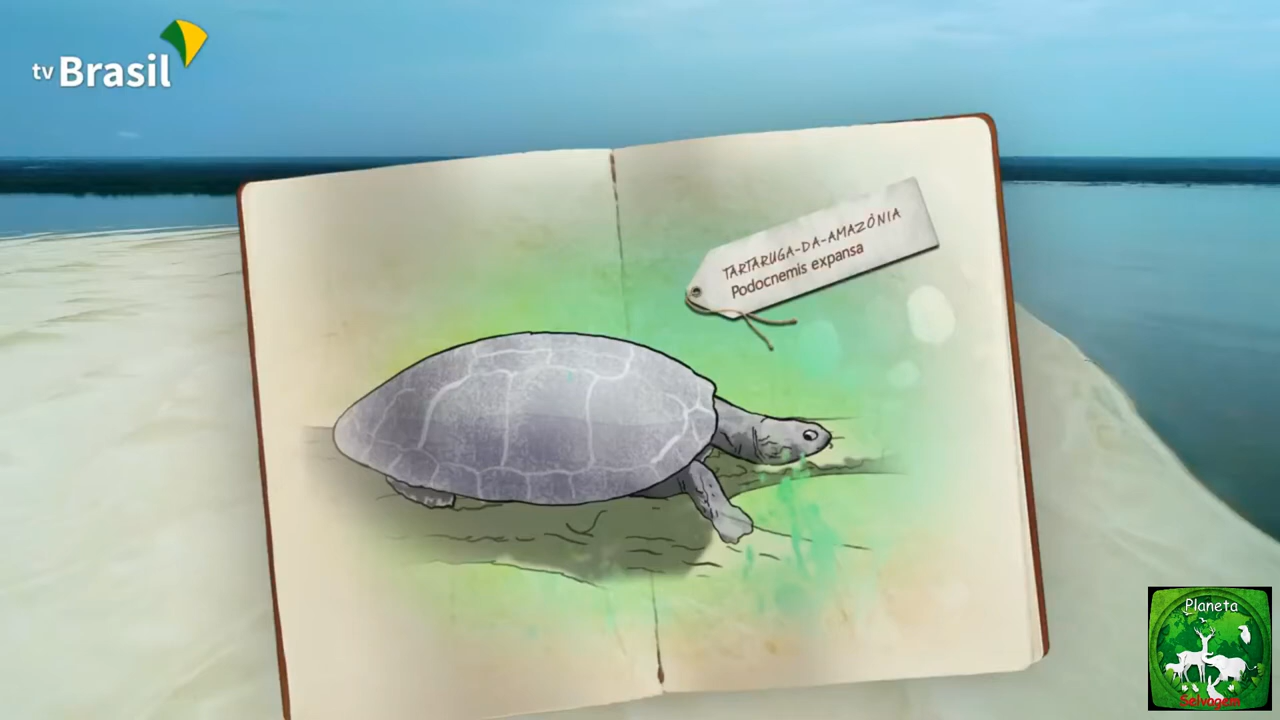 tv Brasil
TARTARUGA-DA-AMAZÔNIA
Podocnemis expansa
Planeta
Selvagem